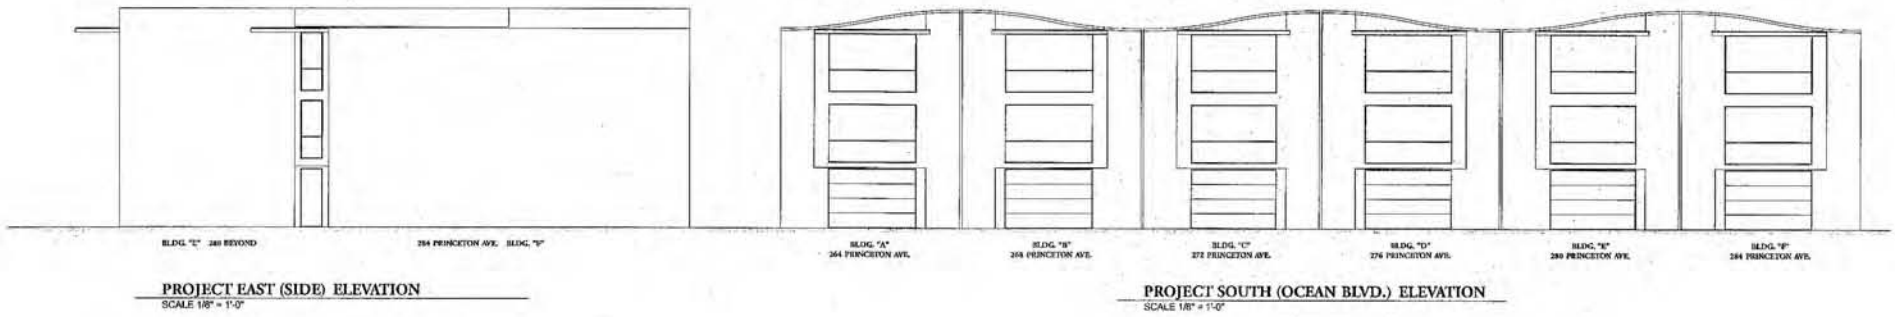 BLDG. "E" 280 BEYOND
284 PRINCETON AVE. BLDG. "F"
PROJECT EAST (SIDE) ELEVATION
SCALE 1/8" = 1'-0"
BLDG. "A"
264 PRINCETON AVE.
BLDG. "B"
268 PRINCETON AVE.
BLDG. "C"
272 PRINCETON AVE.
BLDG. "D"
276 PRINCETON AVE.
BLDG. "E"
280 PRINCETON AVE.
BLDG. "F"
284 PRINCETON AVE.
PROJECT SOUTH (OCEAN BLVD.) ELEVATION
SCALE 1/8" = 1'-0"